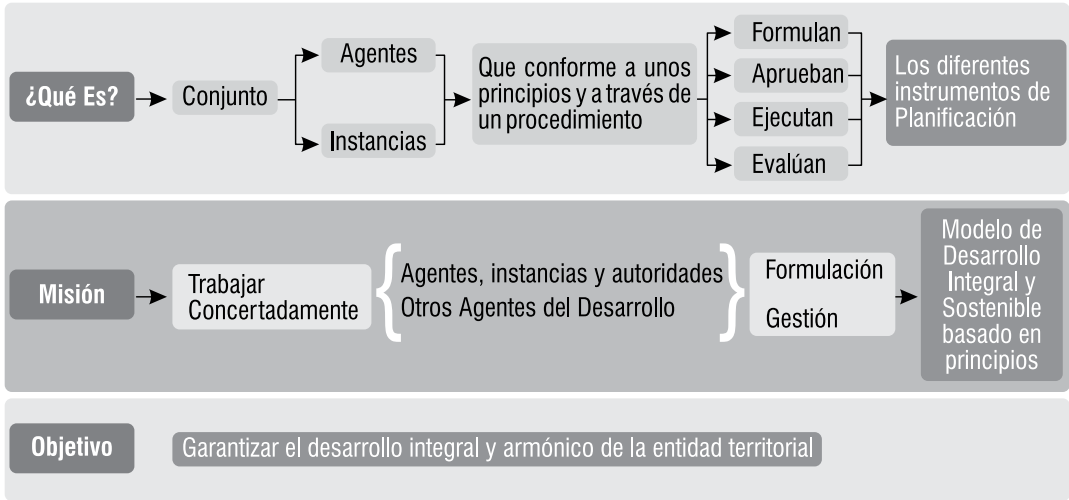 ¿Qué Es?
Conjunto
Agentes
Instancias
Que conforme a unos
principios y a través de
un procedimiento
Formulan
Aprueban
Ejecutan
Evalúan
Los diferentes
instrumentos de
Planificación
Misión
Trabajar
Concertadamente
Agentes, instancias y autoridades
Otros Agentes del Desarrollo
Formulación
Gestión
Modelo de
Desarrollo
Integral y
Sostenible
basado en
principios
Objetivo
Garantizar el desarrollo integral y armónico de la entidad territorial